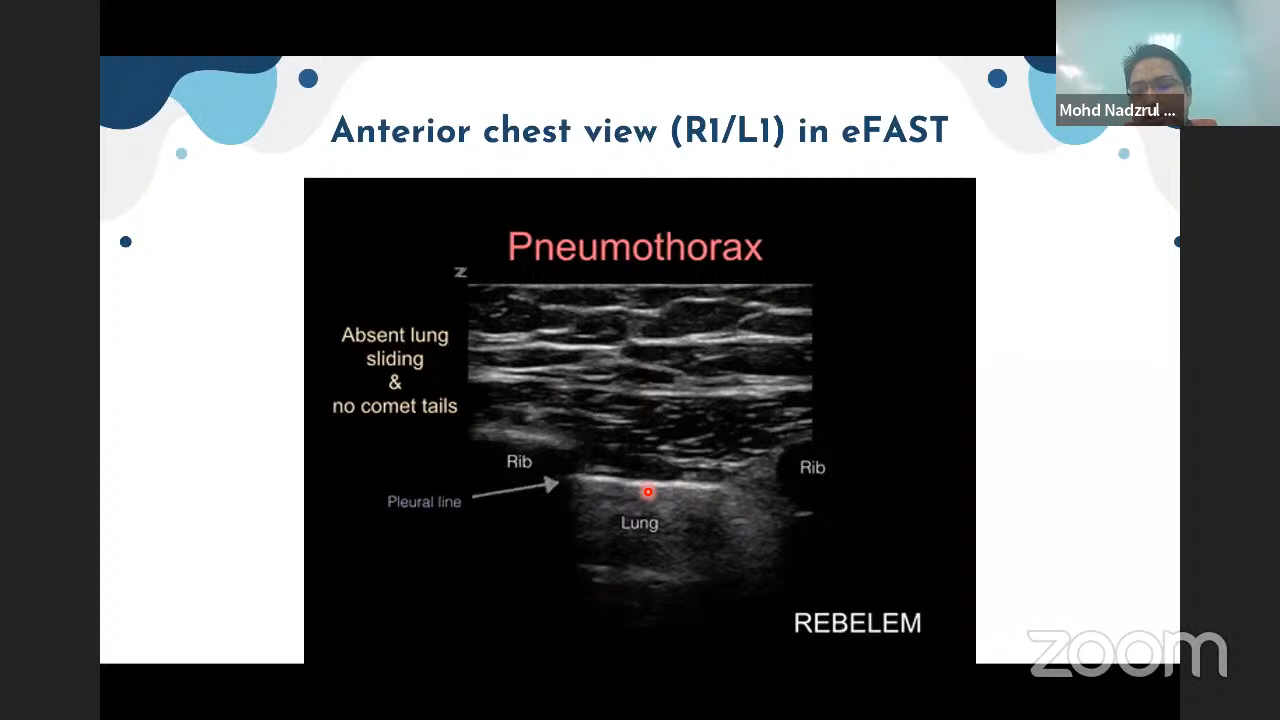 Mohd Nadzrul ...
Anterior chest view (R1/L1) in eFAST
Pneumothorax
Z
Absent lung
sliding
&
no comet tails
Rib
Rib
Pleural line
Lung
REBELEM
zoom